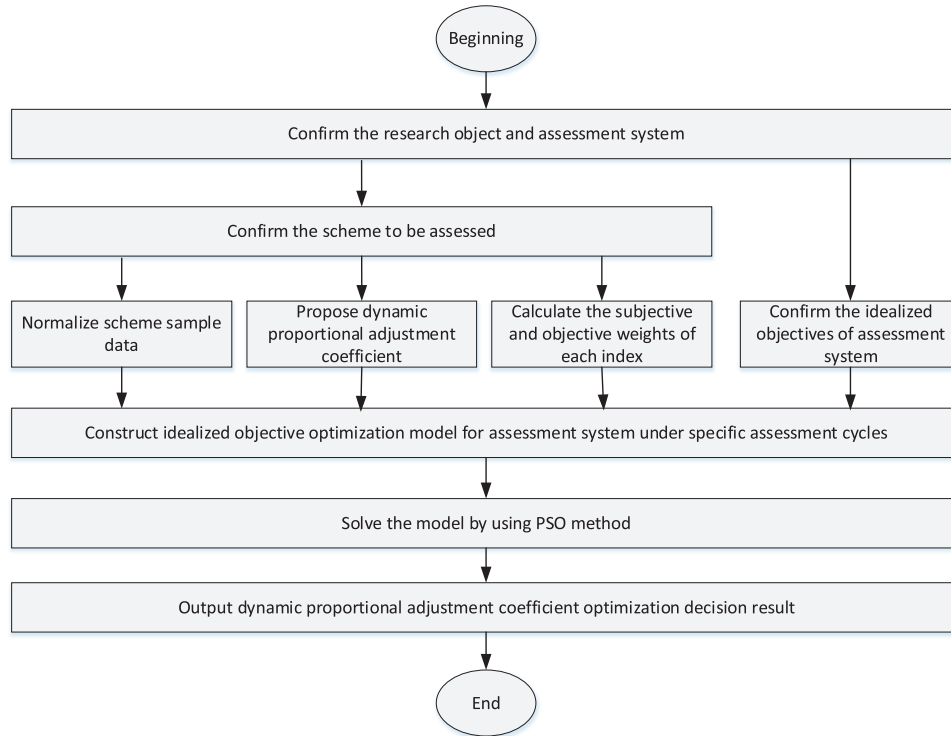 Beginning
Confirm the research object and assessment system
Confirm the scheme to be assessed
Normalize scheme sample
data
Propose dynamic
proportional adjustment
coefficient
Calculate the subjective
and objective weights of
each index
Confirm the idealized
objectives of assessment
system
Construct idealized objective optimization model for assessment system under specific assessment cycles
Solve the model by using PSO method
Output dynamic proportional adjustment coefficient optimization decision result
End